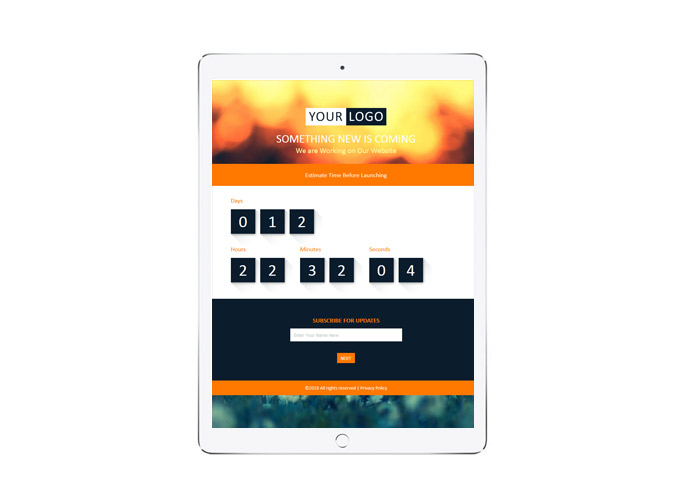 YOUR LOGO
SOMETHING NEW IS COMING
We are Working on Our Website
Estimate Time Before Launching
Days
0 1 2
Hours Minutes Seconds
2 2 3 2 0 4
SUBSCRIBE FOR UPDATES
Enter Your Name Here
NEXT
©2018 All rights reserved | Privacy Policy